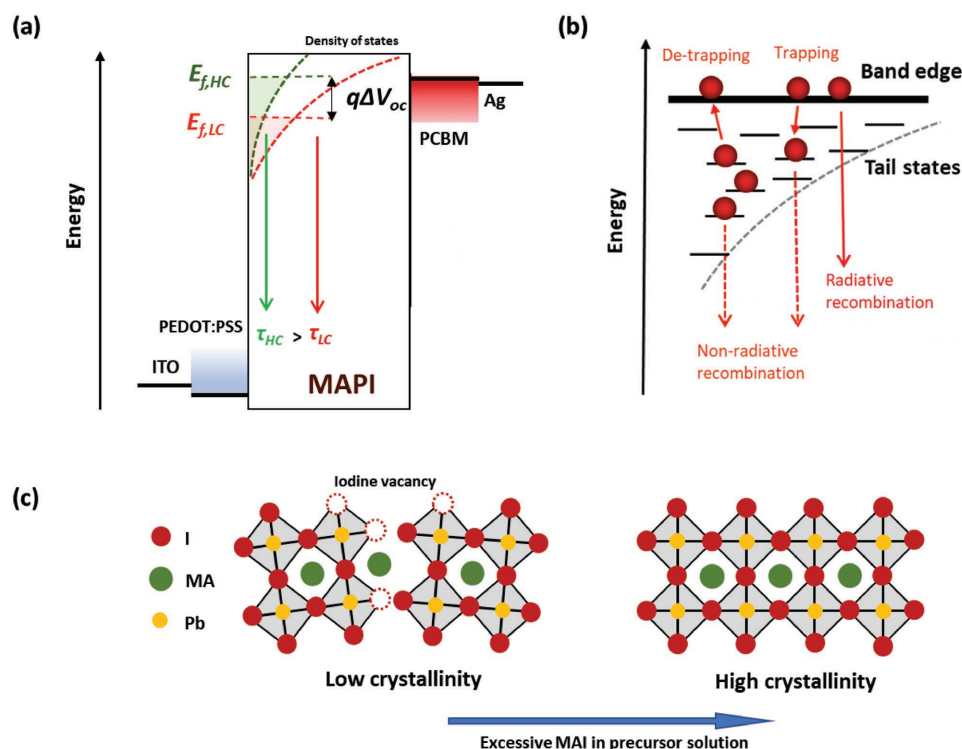 (a)
Energy
Density of states
E_f,HC
E_f,LC
qΔV_oc
Ag
PCBM
PEDOT:PSS
ITO
τ_HC > τ_LC
MAPI
(b)
Energy
De-trapping
Trapping
Band edge
Tail states
Radiative
recombination
Non-radiative
recombination
(c)
Iodine vacancy
I
MA
Pb
Low crystallinity
High crystallinity
Excessive MAI in precursor solution